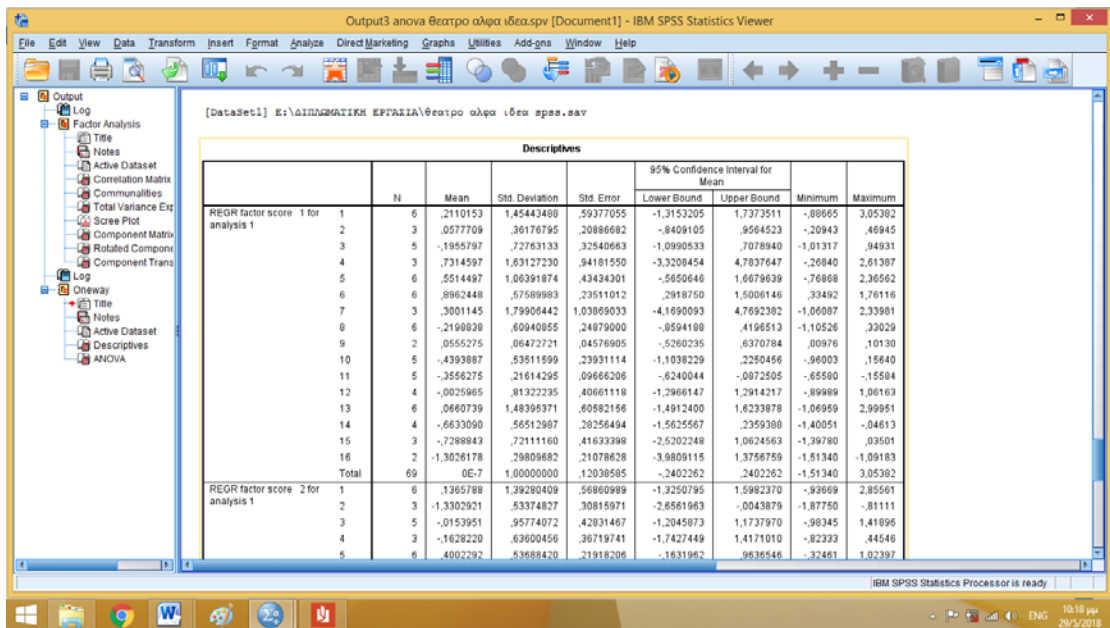 Output3 anova θεατρο αλφα ιδεα.spv [Document1] - IBM SPSS Statistics Viewer
File Edit View Data Transform Insert Format Analyze Direct Marketing Graphs Utilities Add-ons Window Help
Output
Log
Factor Analysis
Title
Notes
Active Dataset
Correlation Matrix
Communalities
Total Variance Exp
Scree Plot
Component Matrix
Rotated Compone
Component Trans
Log
Oneway
Title
Notes
Active Dataset
Descriptives
ANOVA
[DataSet1] E:\ΔΙΠΛΩΜΑΤΙΚΗ ΕΡΓΑΣΙΑ\θεατρο αλφα ιδεα spss.sav
Descriptives
95% Confidence Interval for Mean
N Mean Std. Deviation Std. Error Lower Bound Upper Bound Minimum Maximum
REGR factor score 1 for analysis 1
1 6 ,2110153 1,45443488 ,59377055 -1,3153205 1,7373511 -,88665 3,05382
2 3 ,0577709 ,36176795 ,20886682 -,8409105 ,9564523 -,20943 ,46945
3 5 -,1955797 ,72763133 ,32540663 -1,0990533 ,7078940 -1,01317 ,94931
4 3 ,7314597 1,63127230 ,94181550 -3,3208454 4,7837647 -,26840 2,61387
5 6 ,5514497 1,06391874 ,43434301 -,5650646 1,6679639 -,76868 2,36562
6 6 ,8962448 ,57589983 ,23511012 ,2918750 1,5006146 ,33492 1,76116
7 3 ,3001145 1,79906442 1,03869033 -4,1690093 4,7692382 -1,06087 2,33981
8 6 -,2198838 ,60940855 ,24879000 -,8594188 ,4196513 -1,10526 ,33029
9 2 ,0555275 ,06472721 ,04576905 -,5260235 ,6370784 ,00976 ,10130
10 5 -,4393887 ,53511599 ,23931114 -1,1038229 ,2250456 -,96003 ,15640
11 5 -,3556275 ,21614295 ,09666206 -,6240044 -,0872505 -,65580 -,15584
12 4 -,0025965 ,81322235 ,40661118 -1,2966147 1,2914217 -,89989 1,06163
13 6 ,0660739 1,48395371 ,60582156 -1,4912400 1,6233878 -1,06959 2,99951
14 4 -,6633090 ,56512987 ,28256494 -1,5625567 ,2359388 -1,40051 -,04613
15 3 -,7288843 ,72111160 ,41633398 -2,5202248 1,0624563 -1,39780 ,03501
16 2 -1,3026178 ,29809682 ,21078628 -3,9809115 1,3756759 -1,51340 -1,09183
Total 69 0E-7 1,00000000 ,12038585 -,2402262 ,2402262 -1,51340 3,05382
REGR factor score 2 for analysis 1
1 6 ,1365788 1,39280409 ,56860989 -1,3250795 1,5982370 -,93669 2,85561
2 3 -1,3302921 ,53374827 ,30815971 -2,6561963 -,0043879 -1,87750 -,81111
3 5 -,0153951 ,95774072 ,42831467 -1,2045873 1,1737970 -,98345 1,41896
4 3 -,1628220 ,63600456 ,36719741 -1,7427449 1,4171010 -,82333 ,44546
5 6 ,4002292 ,53688420 ,21918206 -,1631962 ,9636546 -,32461 1,02397
IBM SPSS Statistics Processor is ready
ENG
10:18 μμ
29/5/2018